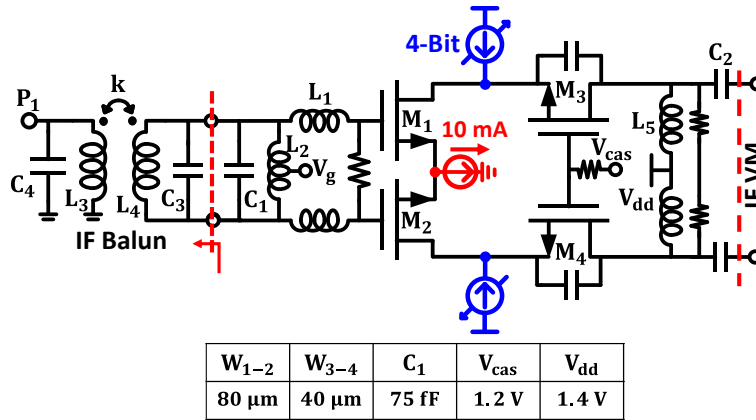 4-Bit
C2
P1
k
L1
M3
M1
10 mA
L2
Vg
L5
Vcas
C4
L3
L4
C3
C1
M2
Vdd
IF VM
IF Balun
M4
W1−2 W3−4 C1 Vcas Vdd
80 μm 40 μm 75 fF 1.2 V 1.4 V